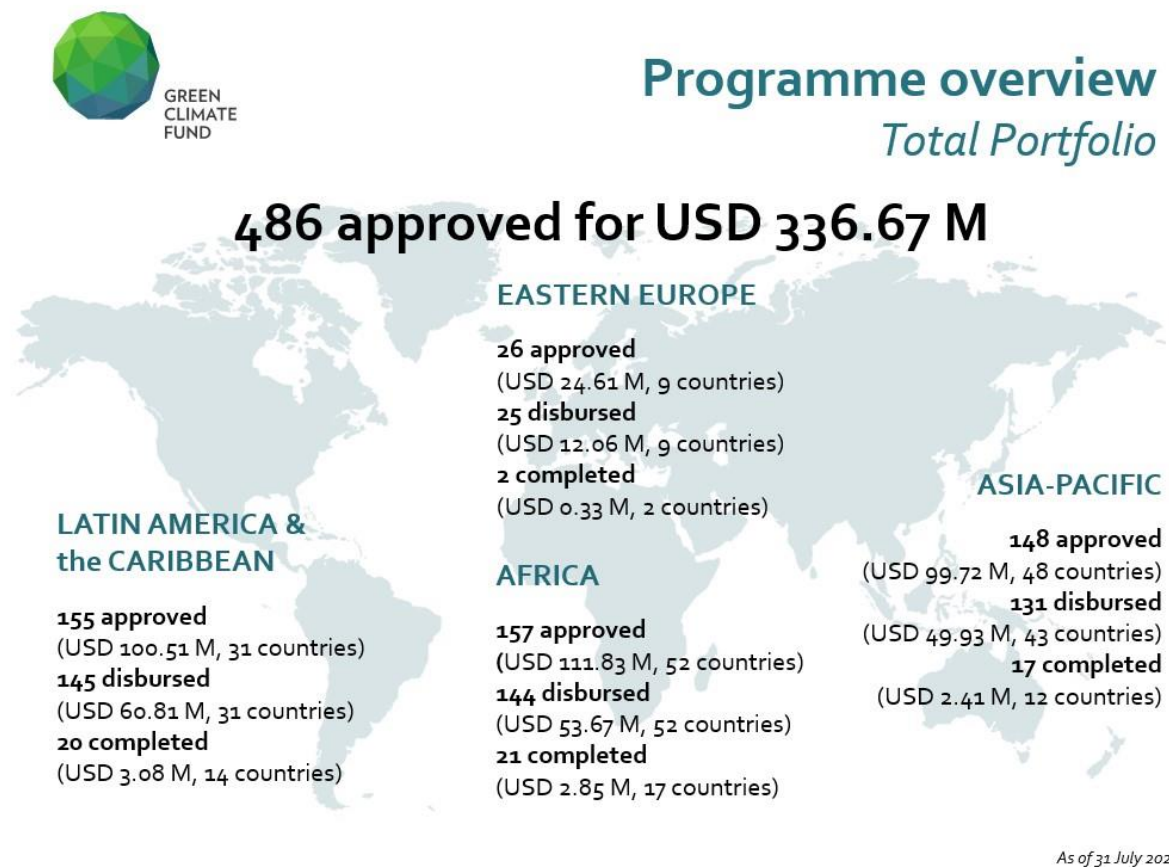 GREEN
CLIMATE
FUND
Programme overview
Total Portfolio
486 approved for USD 336.67 M
EASTERN EUROPE
26 approved
(USD 24.61 M, 9 countries)
25 disbursed
(USD 12.06 M, 9 countries)
2 completed
(USD 0.33 M, 2 countries)
LATIN AMERICA &
the CARIBBEAN
155 approved
(USD 100.51 M, 31 countries)
145 disbursed
(USD 60.81 M, 31 countries)
20 completed
(USD 3.08 M, 14 countries)
AFRICA
157 approved
(USD 111.83 M, 52 countries)
144 disbursed
(USD 53.67 M, 52 countries)
21 completed
(USD 2.85 M, 17 countries)
ASIA-PACIFIC
148 approved
(USD 99.72 M, 48 countries)
131 disbursed
(USD 49.93 M, 43 countries)
17 completed
(USD 2.41 M, 12 countries)
As of 31 July